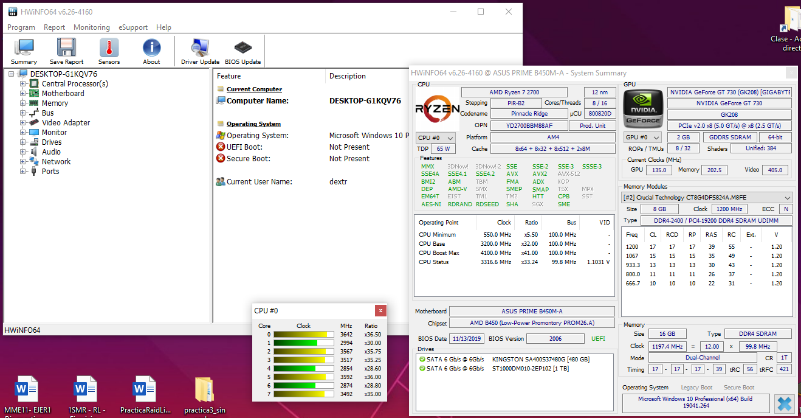 HWiNFO64 v6.26-4160
Program Report Monitoring eSupport Help
Summary Save Report Sensors About Driver Update BIOS Update
DESKTOP-G1KQV76
Central Processor(s)
Motherboard
Memory
Bus
Video Adapter
Monitor
Drives
Audio
Network
Ports
Feature Description
Current Computer
Computer Name: DESKTOP-G1KQV76
Operating System
Operating System: Microsoft Windows 10 P
UEFI Boot: Not Present
Secure Boot: Not Present
Current User Name: dextr
HWiNFO64
CPU #0
Core Clock MHz Ratio
0 3642 x36.50
1 2994 x30.00
2 3567 x35.75
3 3517 x35.25
4 2854 x28.60
5 3492 x35.00
6 2874 x28.80
7 3592 x36.00
HWiNFO64 v6.26-4160 @ ASUS PRIME B450M-A - System Summary
CPU
RYZEN
AMD Ryzen 7 2700 12 nm
Stepping PiR-B2 Cores/Threads 8 / 16
Codename Pinnacle Ridge µCU 800820D
OPN YD2700BBM88AF Prod. Unit
CPU #0 Platform AM4
TDP 65 W Cache 8x64 + 8x32 + 8x512 + 2x8M
Features
MMX 3DNow! 3DNow!-2 SSE SSE-2 SSE-3 SSSE-3
SSE4A SSE4.1 SSE4.2 AVX AVX2 AVX-512
BMI2 ABM TBM FMA ADX XOP
DEP AMD-V SMX SMEP SMAP TSX MPX
EM64T EIST TM1 TM2 HTT CPB SST
AES-NI RDRAND RDSEED SHA SGX SME
Operating Point Clock Ratio Bus VID
CPU Minimum 550.0 MHz x5.50 100.0 MHz -
CPU Base 3200.0 MHz x32.00 100.0 MHz -
CPU Boost Max 4100.0 MHz x41.00 100.0 MHz -
CPU Status 3316.6 MHz x33.24 99.8 MHz 1.1031 V
Motherboard ASUS PRIME B450M-A
Chipset AMD B450 (Low-Power Promontory PROM26.A)
BIOS Date 11/13/2019 BIOS Version 2006 UEFI
Drives
SATA 6 Gb/s @ 6Gb/s KINGSTON SA400S37480G [480 GB]
SATA 6 Gb/s @ 6Gb/s ST1000DM010-2EP102 [1 TB]
GPU
NVIDIA GEFORCE
NVIDIA GeForce GT 730 (GK208) [GIGABYT
NVIDIA GeForce GT 730
GK208
PCIe v2.0 x8 (5.0 GT/s) @ x8 (2.5 GT/s)
GPU #0 2 GB GDDR5 SDRAM 64-bit
ROPs / TMUs 8 / 32 Shaders Unified: 384
Current Clocks (MHz)
GPU 135.0 Memory 202.5 Video 405.0
Memory Modules
[#2] Crucial Technology CT8G4DFS824A.M8FE
Size 8 GB Clock 1200 MHz ECC N
Type DDR4-2400 / PC4-19200 DDR4 SDRAM UDIMM
Freq CL RCD RP RAS RC Ext. V
1200 17 17 17 39 55 - 1.20
1067 15 15 15 35 49 - 1.20
933.3 13 13 13 30 43 - 1.20
800.0 11 11 11 26 37 - 1.20
666.7 10 10 10 22 31 - 1.20
Memory
Size 16 GB Type DDR4 SDRAM
Clock 1197.4 MHz = 12.00 x 99.8 MHz
Mode Dual-Channel CR 1T
Timing 17 - 17 - 17 - 39 tRC 56 tRFC 421
Operating System Legacy Boot Secure Boot
Microsoft Windows 10 Professional (x64) Build
19041.264
Clase - Ac
direct
MME11 - EJER1
1SMR - RL -
PracticaRaidLi...
practica3_sin